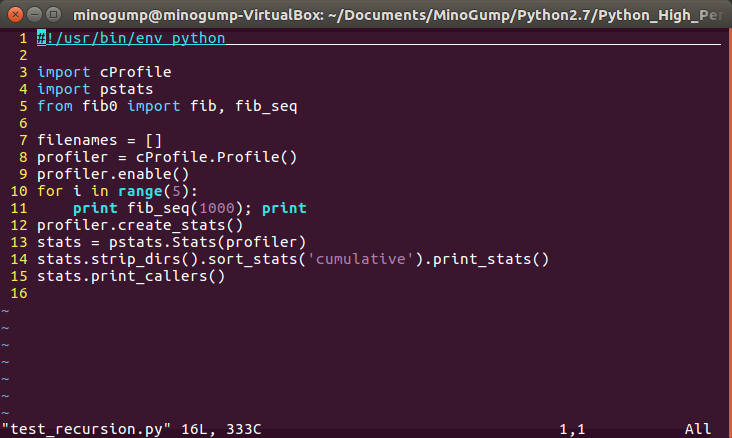 minogump@minogump-VirtualBox: ~/Documents/MinoGump/Python2.7/Python_High_Per
1 #!/usr/bin/env python
2
3 import cProfile
4 import pstats
5 from fib0 import fib, fib_seq
6
7 filenames = []
8 profiler = cProfile.Profile()
9 profiler.enable()
10 for i in range(5):
11     print fib_seq(1000); print
12 profiler.create_stats()
13 stats = pstats.Stats(profiler)
14 stats.strip_dirs().sort_stats('cumulative').print_stats()
15 stats.print_callers()
16
~
~
~
~
~
~
~
"test_recursion.py" 16L, 333C 1,1 All